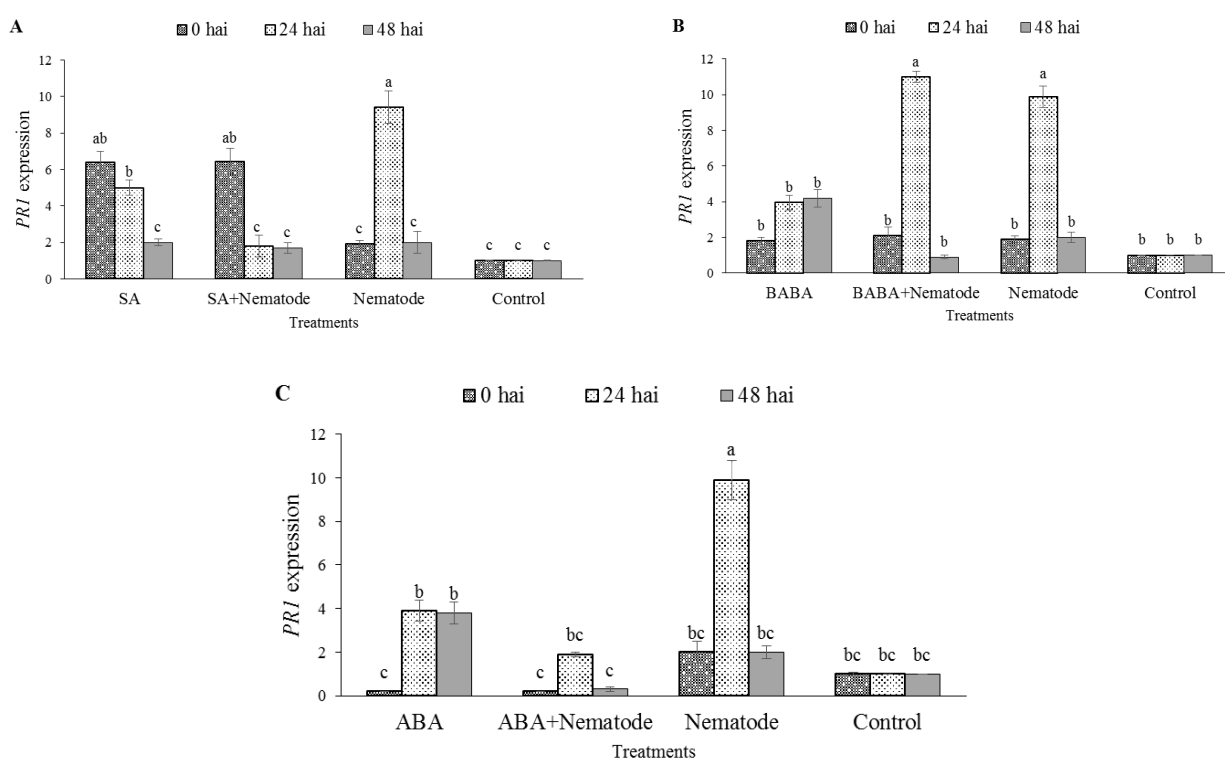 A
0 hai 24 hai 48 hai
12
10
8
6
4
2
0
PR1 expression
ab b c
ab c c
c a c
c c c
SA SA+Nematode Nematode Control
Treatments
B
0 hai 24 hai 48 hai
12
10
8
6
4
2
0
PR1 expression
b b b
b a b
b a b
b b b
BABA BABA+Nematode Nematode Control
Treatments
C
0 hai 24 hai 48 hai
12
10
8
6
4
2
0
PR1 expression
c b b
c bc c
bc a bc
bc bc bc
ABA ABA+Nematode Nematode Control
Treatments